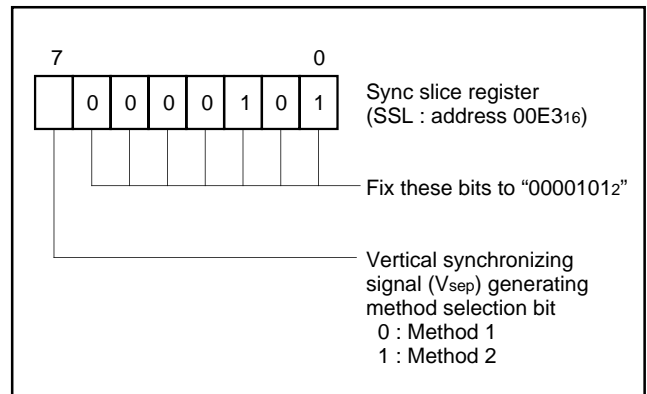 7 0
0 0 0 0 1 0 1
Sync slice register
(SSL : address 00E316)
Fix these bits to “00001012”
Vertical synchronizing
signal (Vsep) generating
method selection bit
0 : Method 1
1 : Method 2